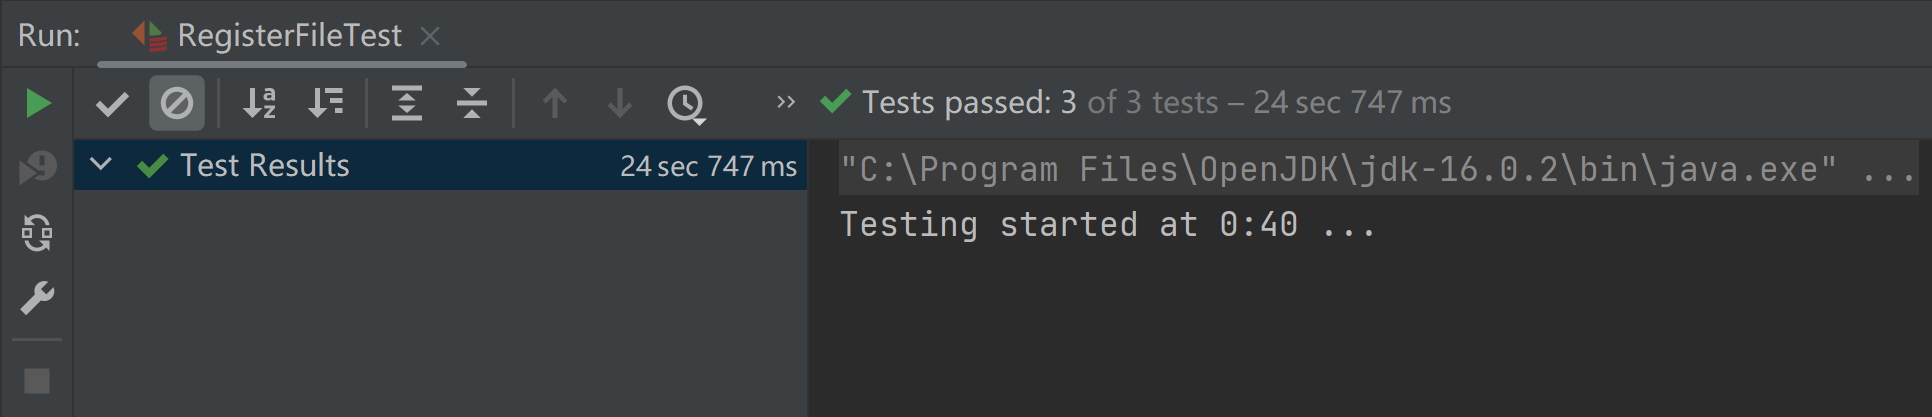 Run: RegisterFileTest
Tests passed: 3 of 3 tests – 24 sec 747 ms
Test Results 24 sec 747 ms
"C:\Program Files\OpenJDK\jdk-16.0.2\bin\java.exe" ...
Testing started at 0:40 ...